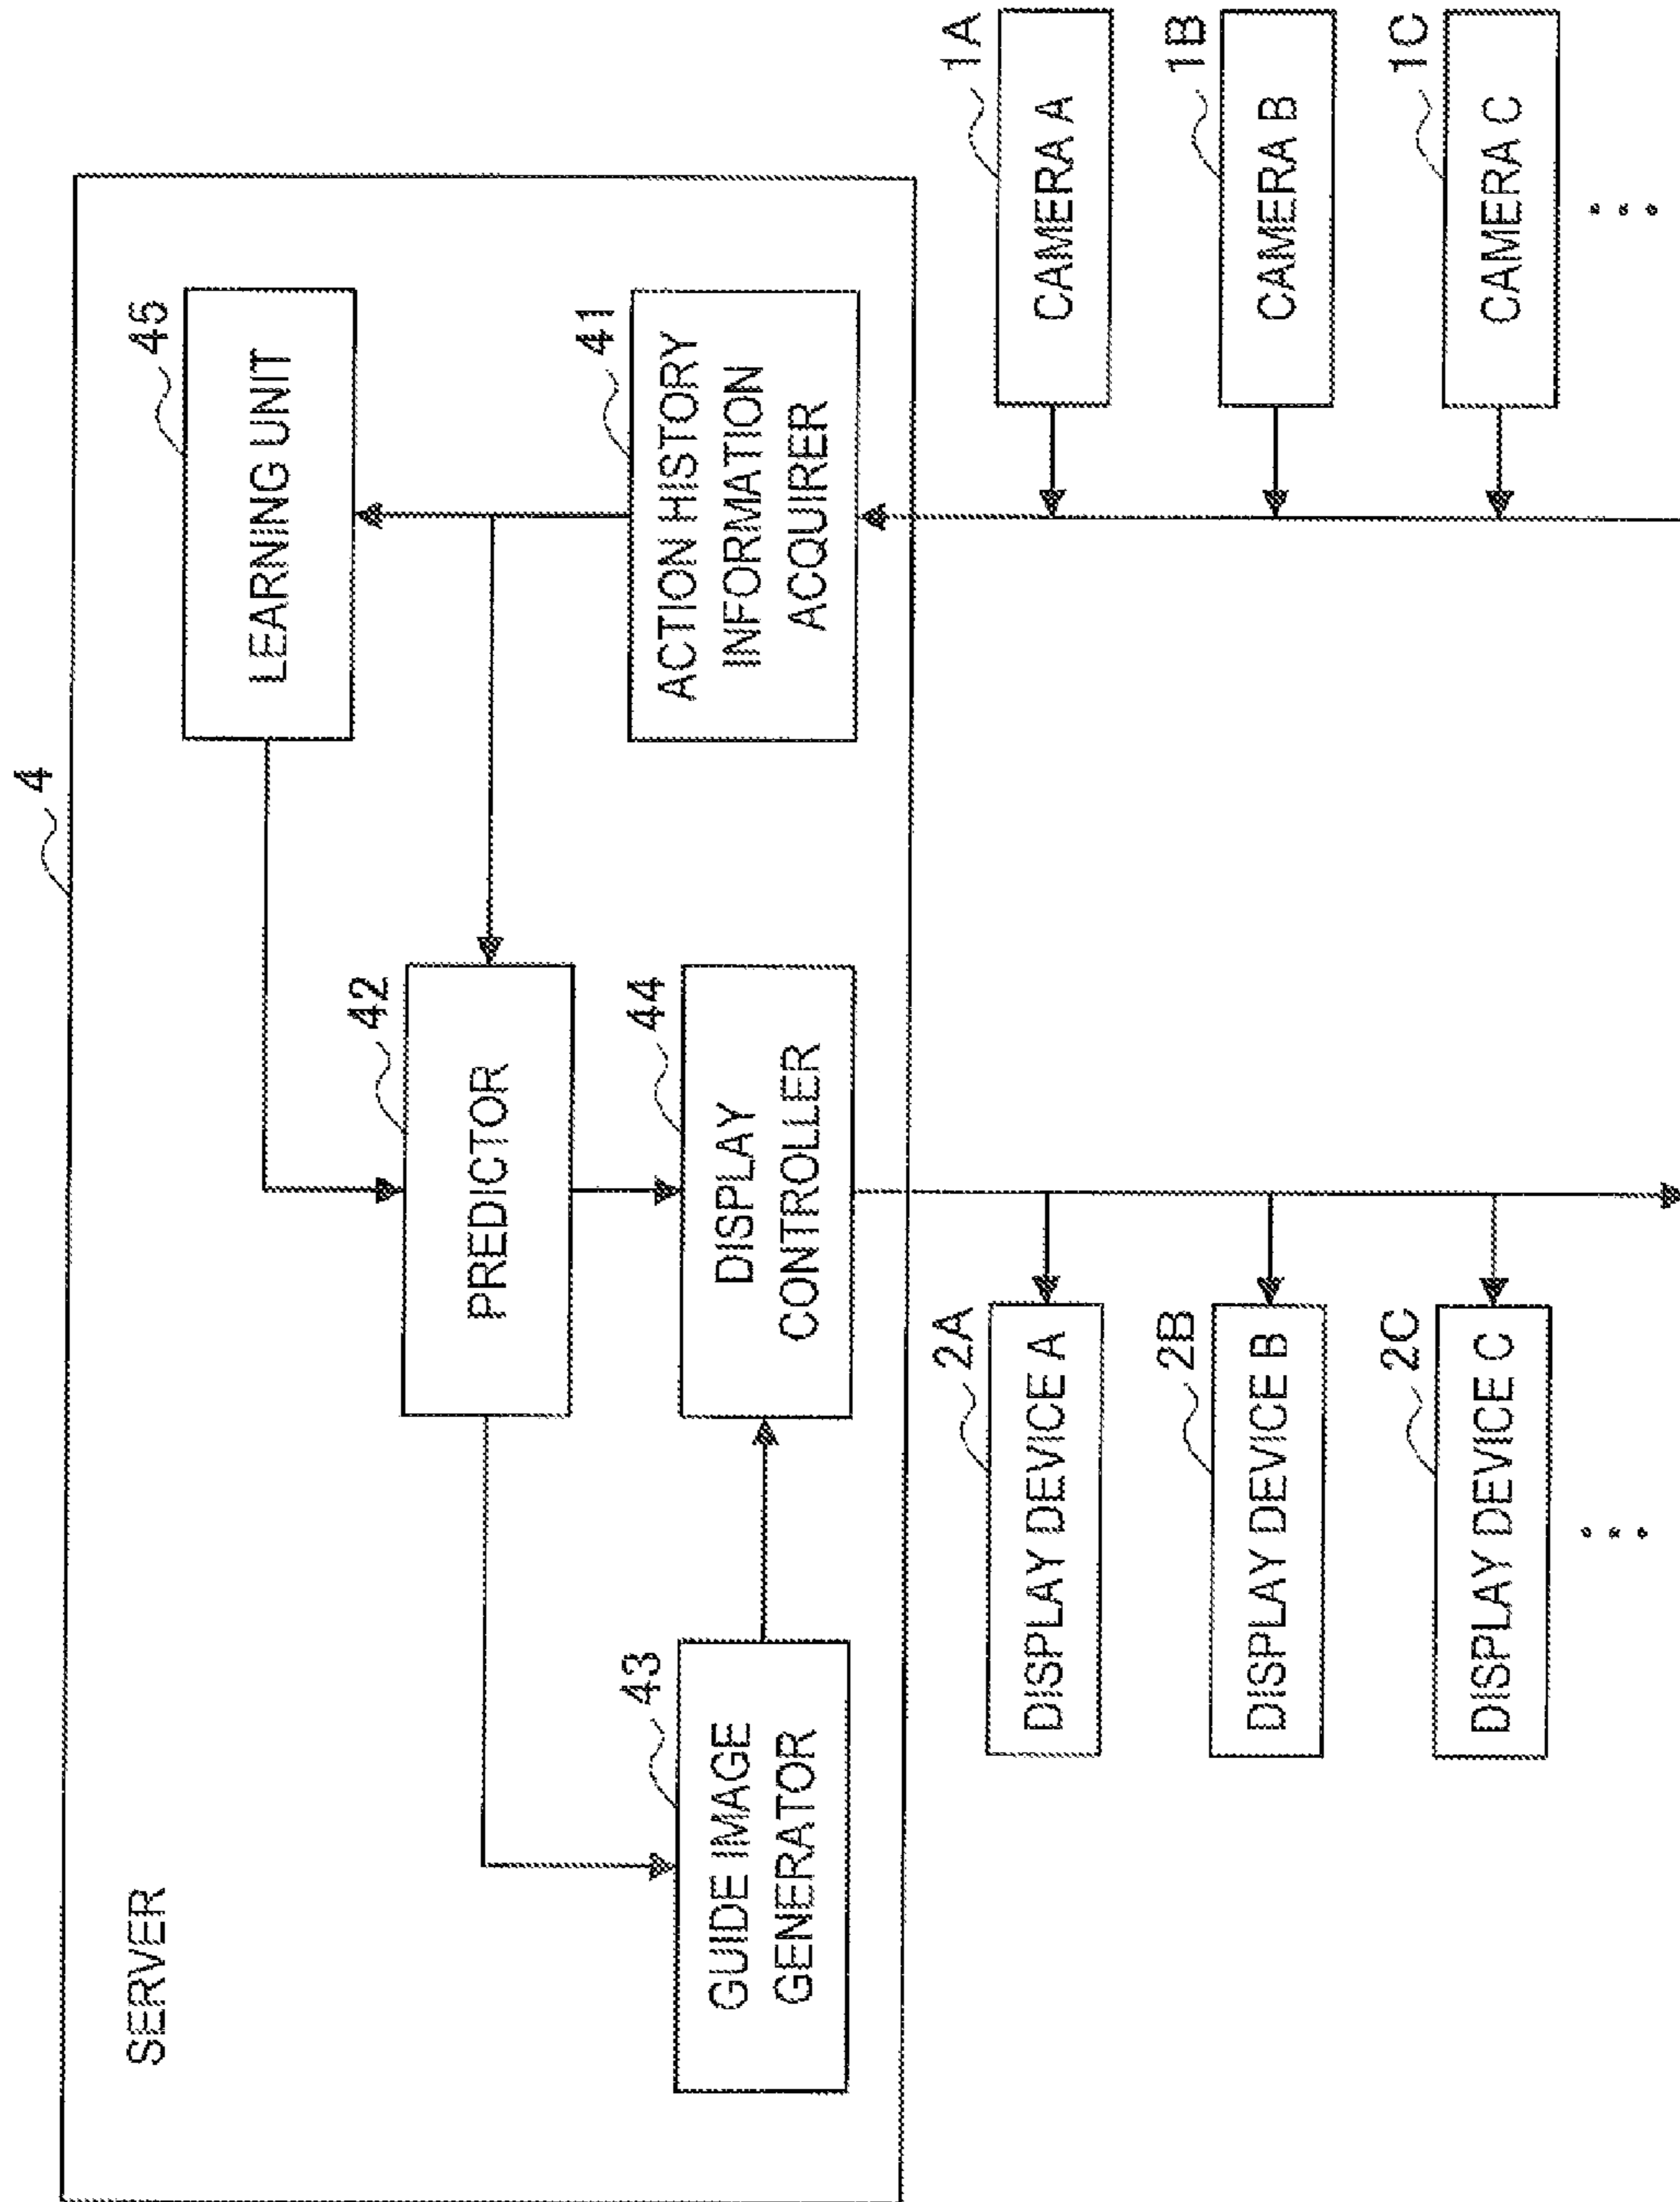 4
SERVER
45
LEARNING UNIT
42
PREDICTOR
43
GUIDE IMAGE
GENERATOR
44
DISPLAY
CONTROLLER
41
ACTION HISTORY
INFORMATION
ACQUIRER
2A
DISPLAY DEVICE A
1A
CAMERA A
2B
DISPLAY DEVICE B
1B
CAMERA B
2C
DISPLAY DEVICE C
1C
CAMERA C